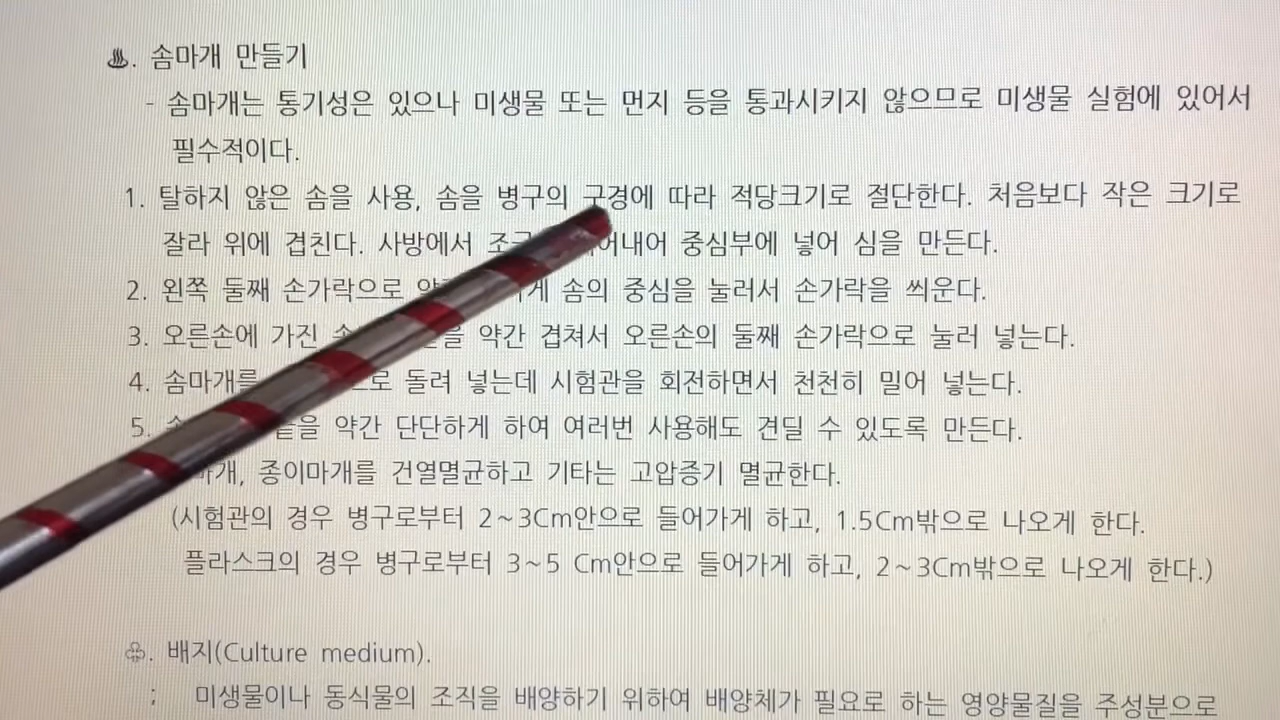 ♨. 솜마개 만들기
- 솜마개는 통기성은 있으나 미생물 또는 먼지 등을 통과시키지 않으므로 미생물 실험에 있어서
필수적이다.
1. 탈하지 않은 솜을 사용, 솜을 병구의 구경에 따라 적당크기로 절단한다. 처음보다 작은 크기로
잘라 위에 겹친다. 사방에서 중심부에 넣어 심을 만든다.
2. 왼쪽 둘째 손가락으로 솜의 중심을 눌러서 손가락을 씌운다.
3. 오른손에 가진 약간 겹쳐서 오른손의 둘째 손가락으로 눌러 넣는다.
4. 솜마개를 돌려 넣는데 시험관을 회전하면서 천천히 밀어 넣는다.
5. 끝을 약간 단단하게 하여 여러번 사용해도 견딜 수 있도록 만든다.
종이마개를 건열멸균하고 기타는 고압증기 멸균한다.
(시험관의 경우 병구로부터 2~3Cm안으로 들어가게 하고, 1.5Cm밖으로 나오게 한다.
플라스크의 경우 병구로부터 3~5 Cm안으로 들어가게 하고, 2~3Cm밖으로 나오게 한다.)
♧. 배지(Culture medium).
; 미생물이나 동식물의 조직을 배양하기 위하여 배양체가 필요로 하는 영양물질을 주성분으로